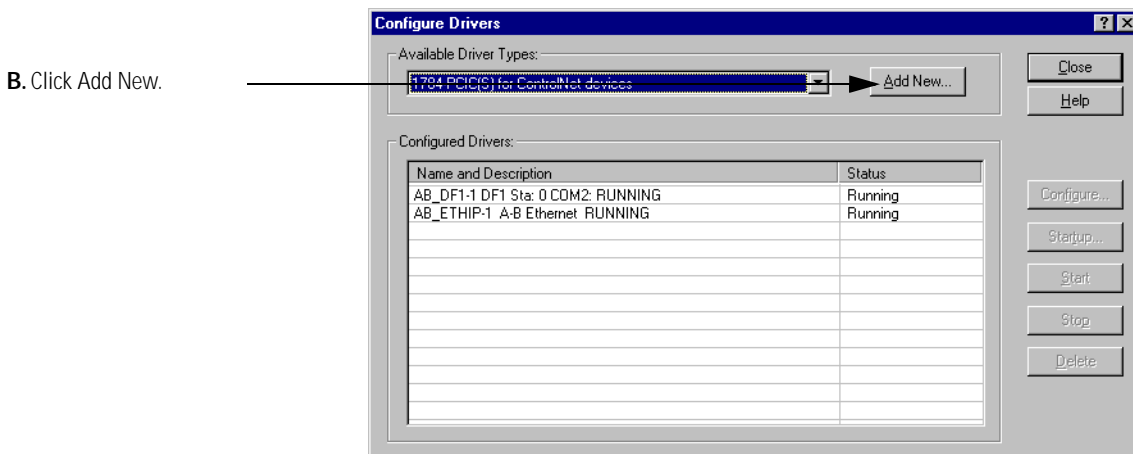 Configure Drivers
? X
Available Driver Types:
B. Click Add New.
1784 PCIC(S) for ControlNet devices
Add New...
Close
Help
Configured Drivers:
Name and Description Status
AB_DF1-1 DF1 Sta: 0 COM2: RUNNING Running
AB_ETHIP-1 A-B Ethernet RUNNING Running
Configure...
Startup...
Start
Stop
Delete